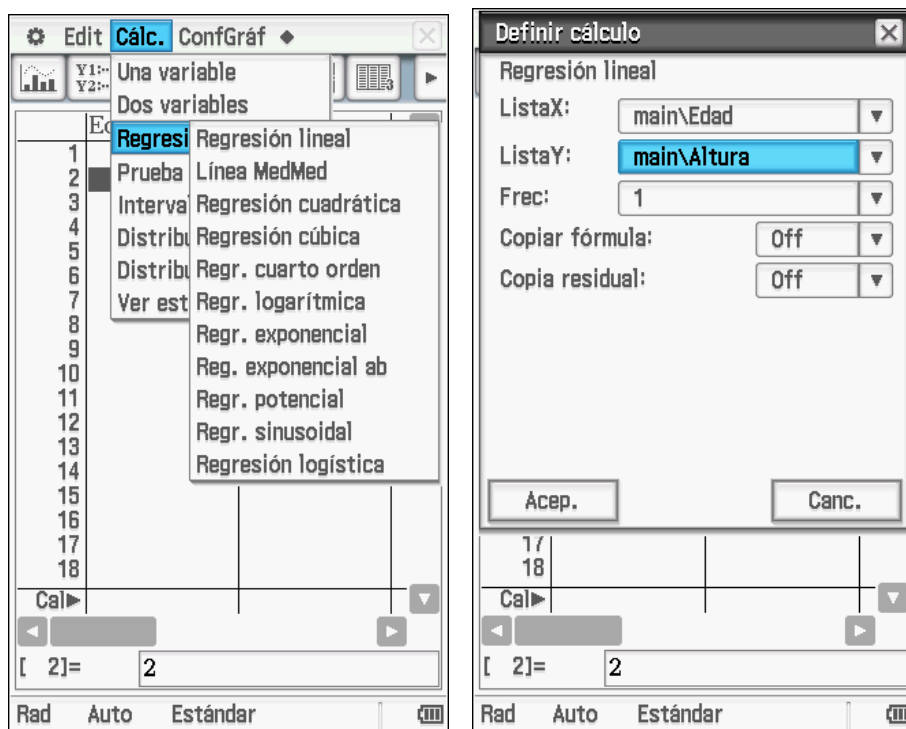 Edit Cálc. ConfGráf
Y1:··
Y2:··
Una variable
Dos variables
Regresión lineal
Línea MedMed
Prueba
Regresión cuadrática
Regresión cúbica
Regr. cuarto orden
Ver est
Regr. logarítmica
Regr. exponencial
Reg. exponencial ab
Regr. potencial
Regr. sinusoidal
Regresión logística
1
2
3
4
5
6
7
8
9
10
11
12
13
14
15
16
17
18
Cal▶
[ 2]= 2
Rad Auto Estándar
Definir cálculo
Regresión lineal
ListaX: main\Edad
ListaY: main\Altura
Frec: 1
Copiar fórmula: Off
Copia residual: Off
Acep. Canc.
17
18
Cal▶
[ 2]= 2
Rad Auto Estándar